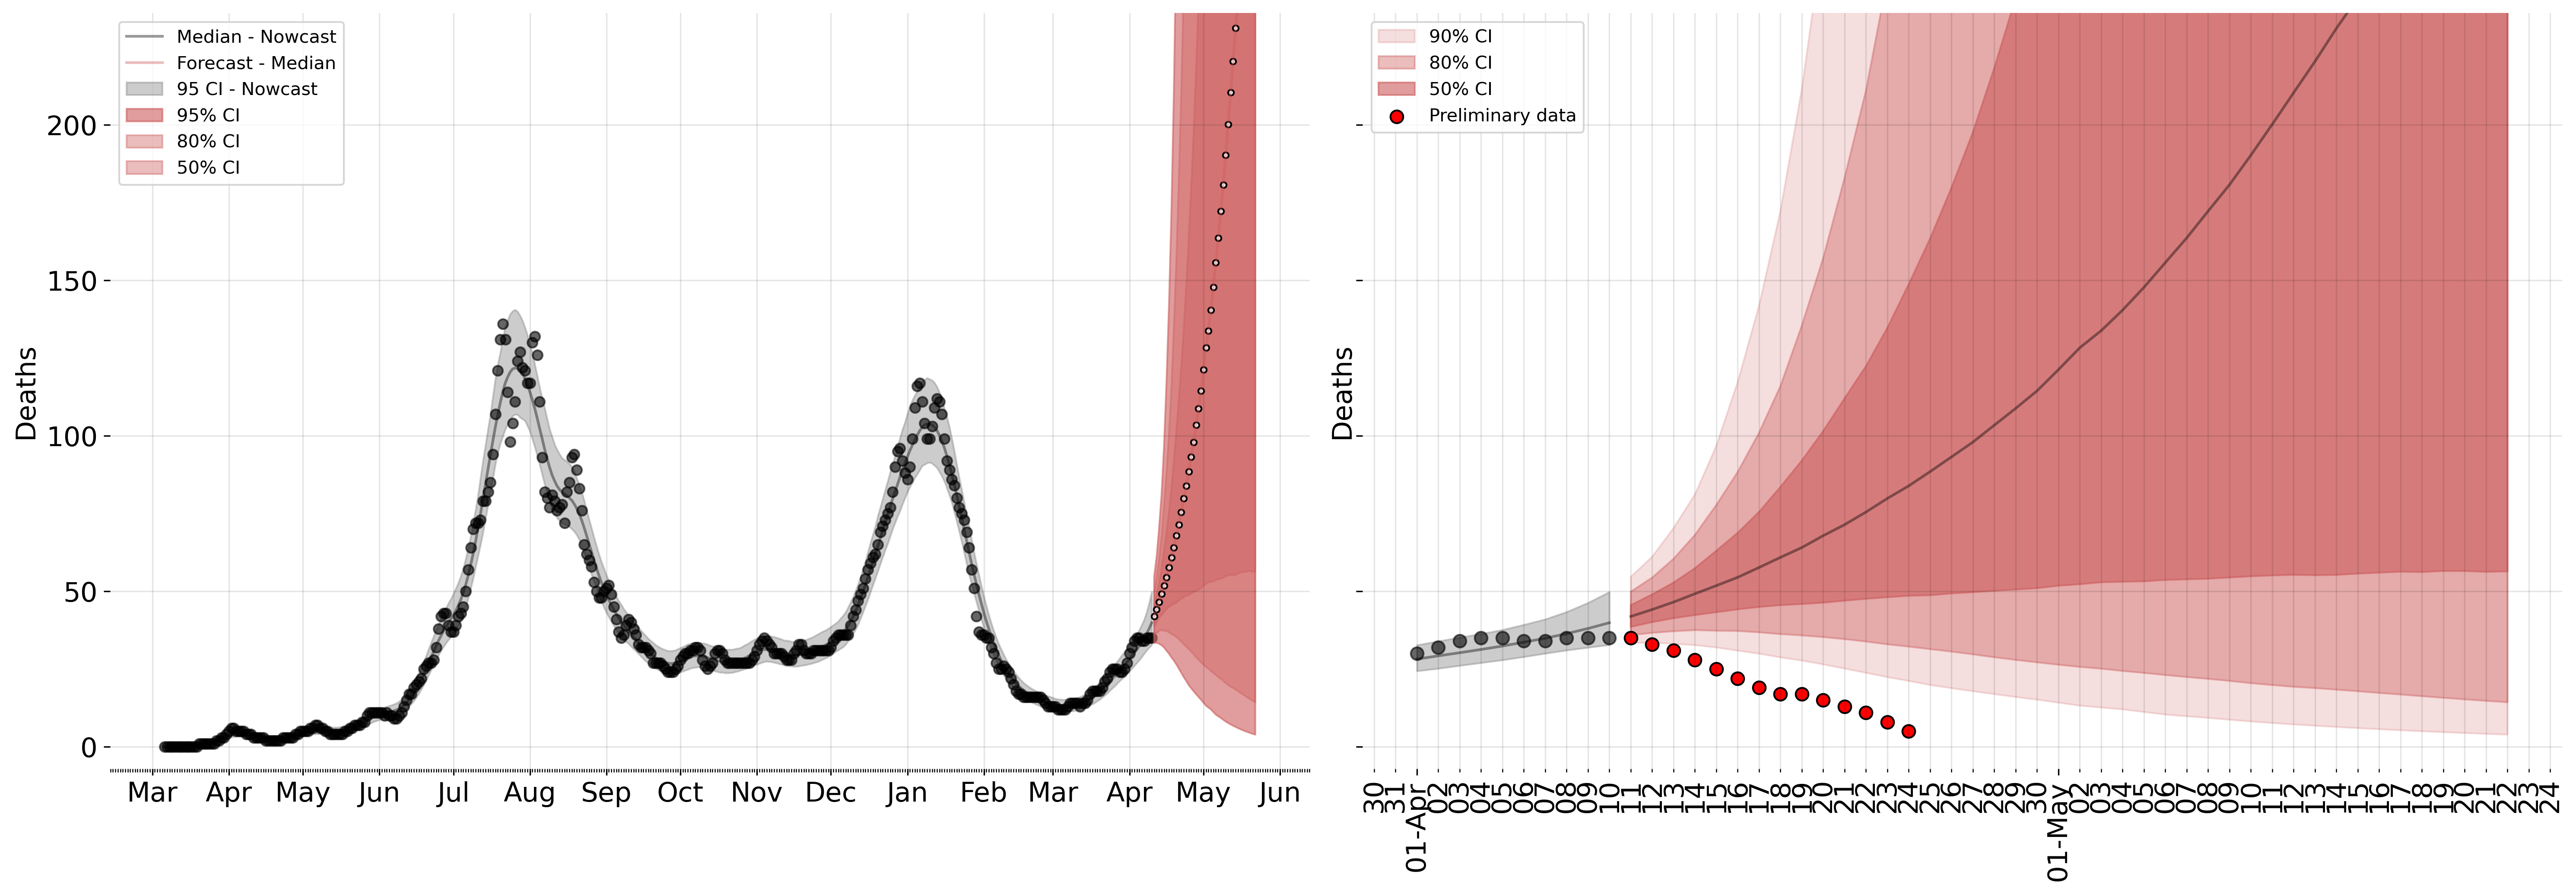 Median - Nowcast
Forecast - Median
95 CI - Nowcast
95% CI
80% CI
50% CI
Deaths
200
150
100
50
0
Mar Apr May Jun Jul Aug Sep Oct Nov Dec Jan Feb Mar Apr May Jun
90% CI
80% CI
50% CI
Preliminary data
Deaths
30 31 01-Apr 02 03 04 05 06 07 08 09 10 11 12 13 14 15 16 17 18 19 20 21 22 23 24 25 26 27 28 29 30 01-May 02 03 04 05 06 07 08 09 10 11 12 13 14 15 16 17 18 19 20 21 22 23 24